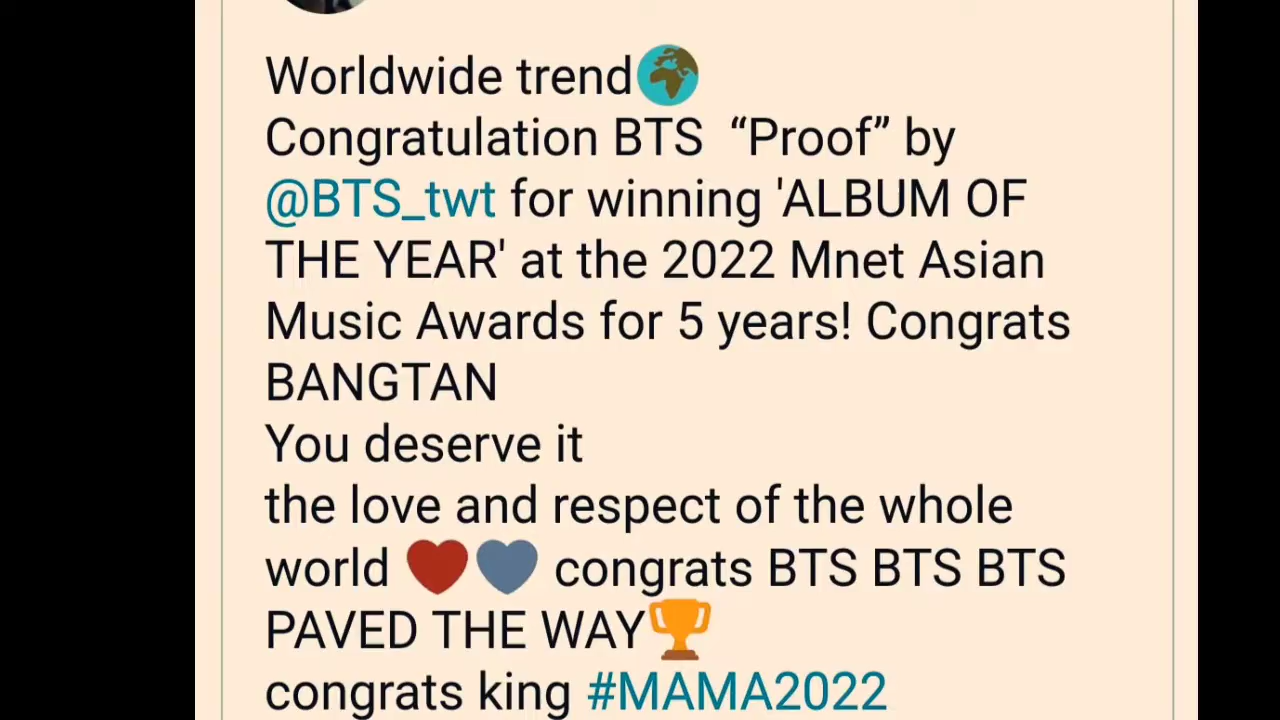 Worldwide trend🌍
Congratulation BTS  “Proof” by
@BTS_twt for winning 'ALBUM OF
THE YEAR' at the 2022 Mnet Asian
Music Awards for 5 years! Congrats
BANGTAN
You deserve it
the love and respect of the whole
world ❤️💙 congrats BTS BTS BTS
PAVED THE WAY🏆
congrats king #MAMA2022